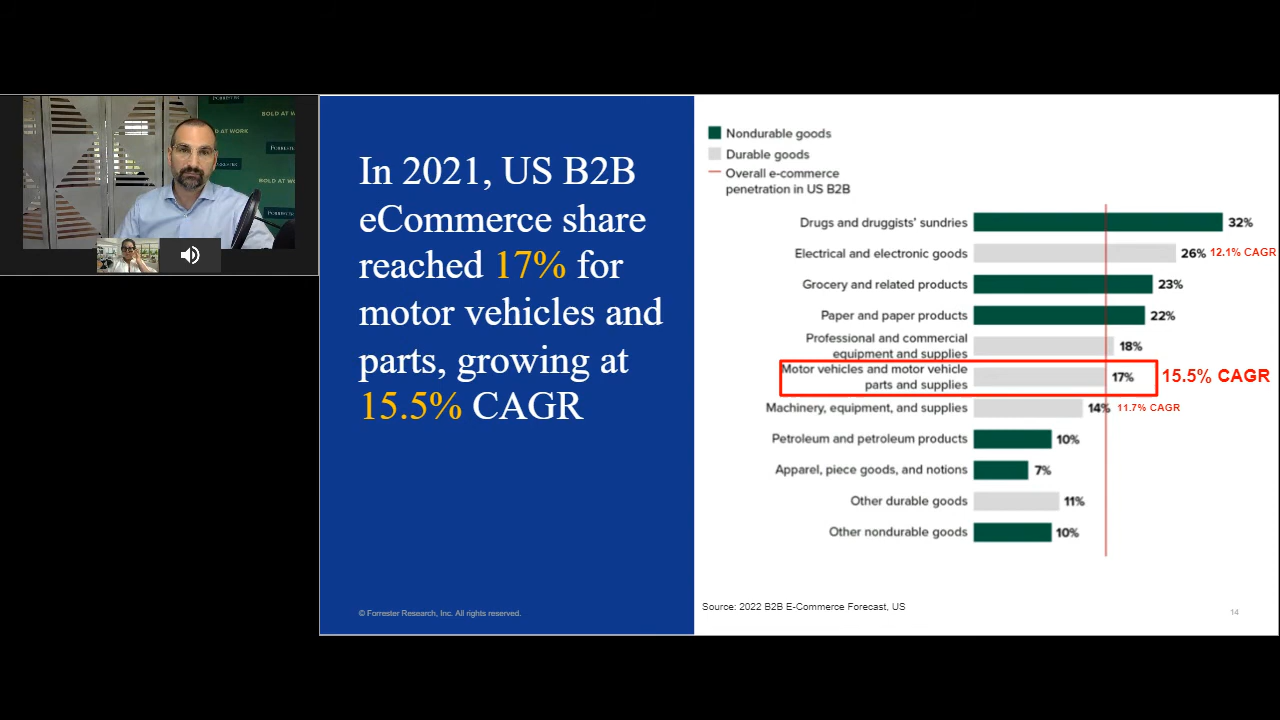 BOLD AT WORK
FORRESTER
In 2021, US B2B
eCommerce share
reached 17% for
motor vehicles and
parts, growing at
15.5% CAGR
© Forrester Research, Inc. All rights reserved.
Nondurable goods
Durable goods
Overall e-commerce
penetration in US B2B
Drugs and druggists' sundries 32%
Electrical and electronic goods 26% 12.1% CAGR
Grocery and related products 23%
Paper and paper products 22%
Professional and commercial
equipment and supplies 18%
Motor vehicles and motor vehicle
parts and supplies 17% 15.5% CAGR
Machinery, equipment, and supplies 14% 11.7% CAGR
Petroleum and petroleum products 10%
Apparel, piece goods, and notions 7%
Other durable goods 11%
Other nondurable goods 10%
Source: 2022 B2B E-Commerce Forecast, US
14